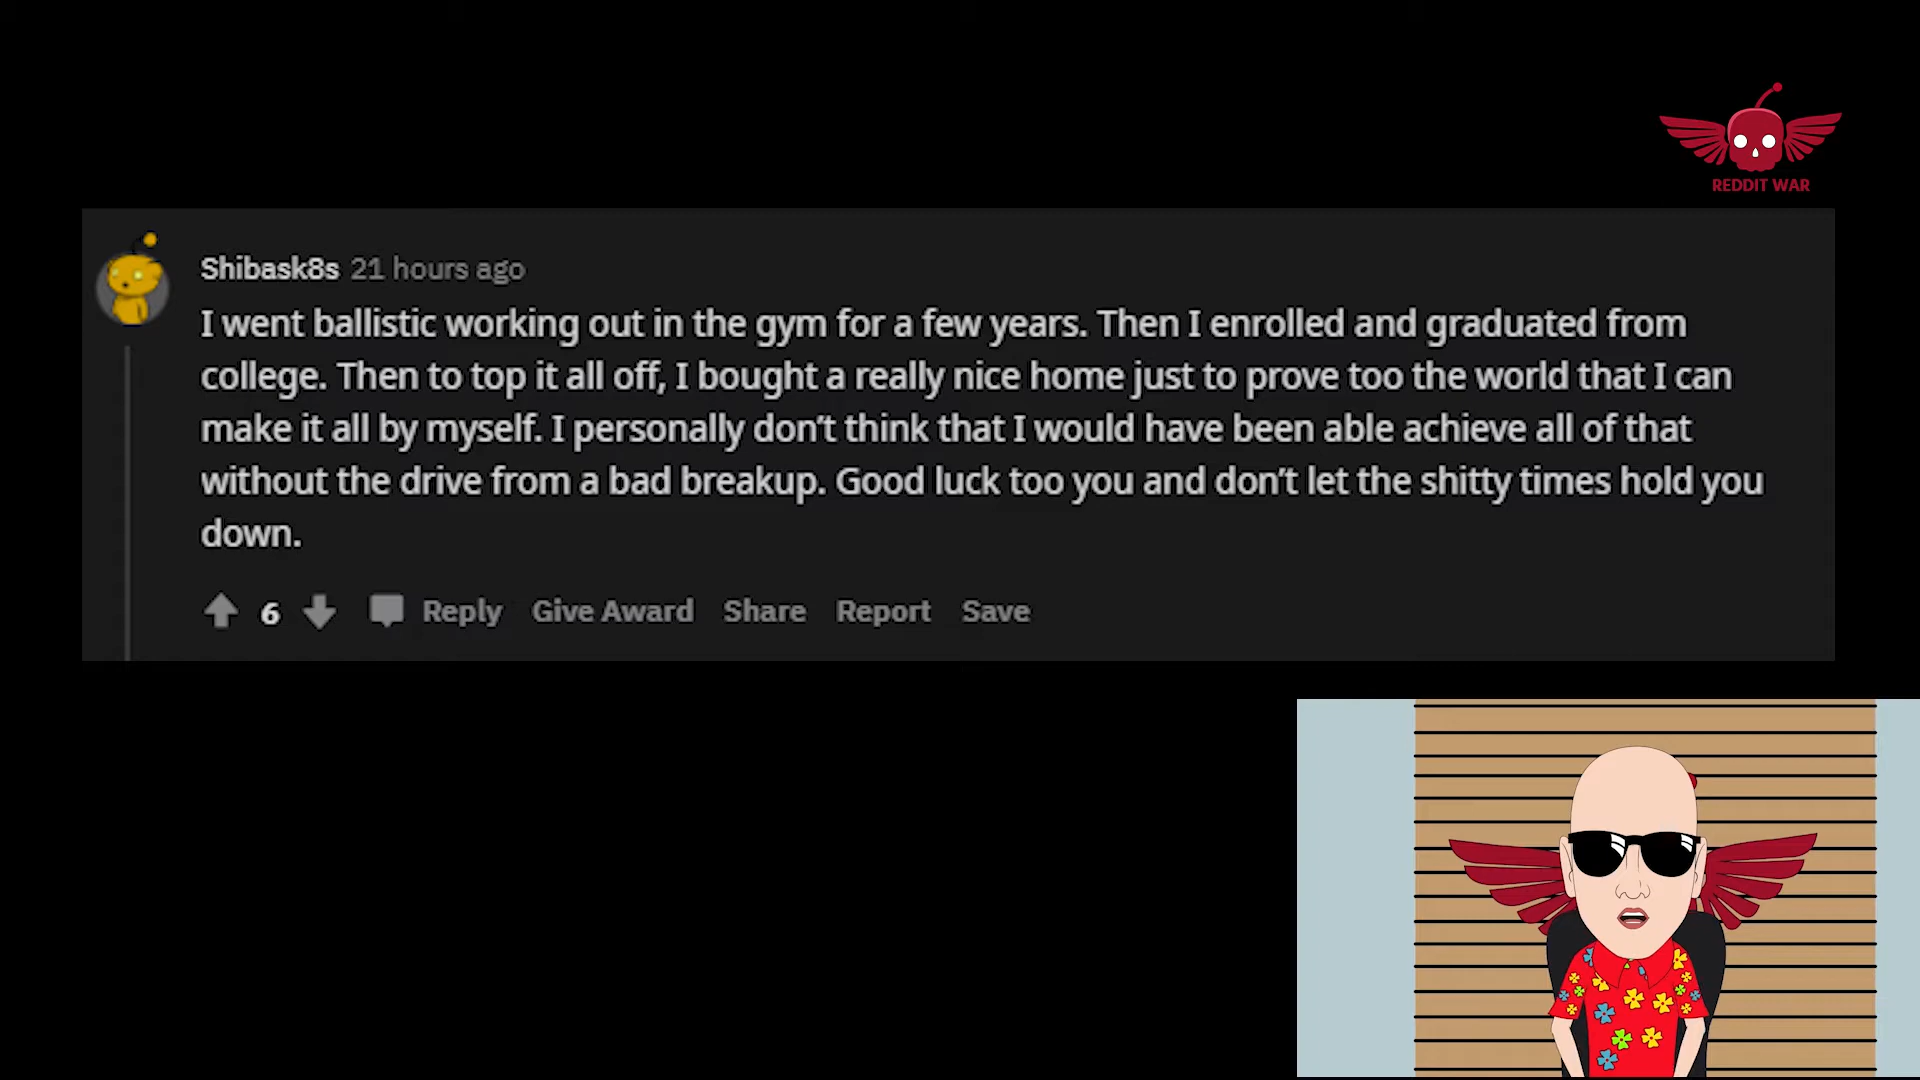 REDDIT WAR
Shibask8s 21 hours ago
I went ballistic working out in the gym for a few years. Then I enrolled and graduated from
college. Then to top it all off, I bought a really nice home just to prove too the world that I can
make it all by myself. I personally don't think that I would have been able achieve all of that
without the drive from a bad breakup. Good luck too you and don't let the shitty times hold you
down.
6 Reply Give Award Share Report Save